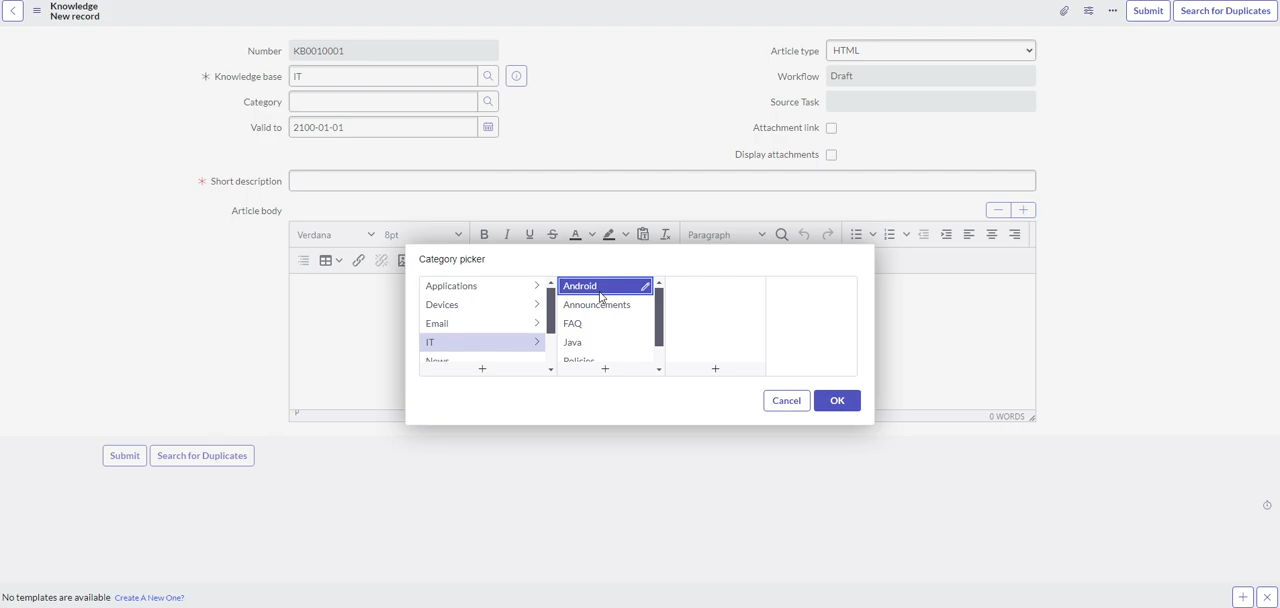 Knowledge
New record
Submit
Search for Duplicates
Number
KB0010001
Article type
HTML
* Knowledge base
IT
Workflow
Draft
Category
Source Task
Valid to
2100-01-01
Attachment link
Display attachments
* Short description
Article body
Verdana
8pt
B I U S A
Paragraph
Category picker
Applications
Devices
Email
IT
News
Android
Announcements
FAQ
Java
Policies
Cancel
OK
P
0 WORDS
Submit
Search for Duplicates
No templates are available Create A New One?